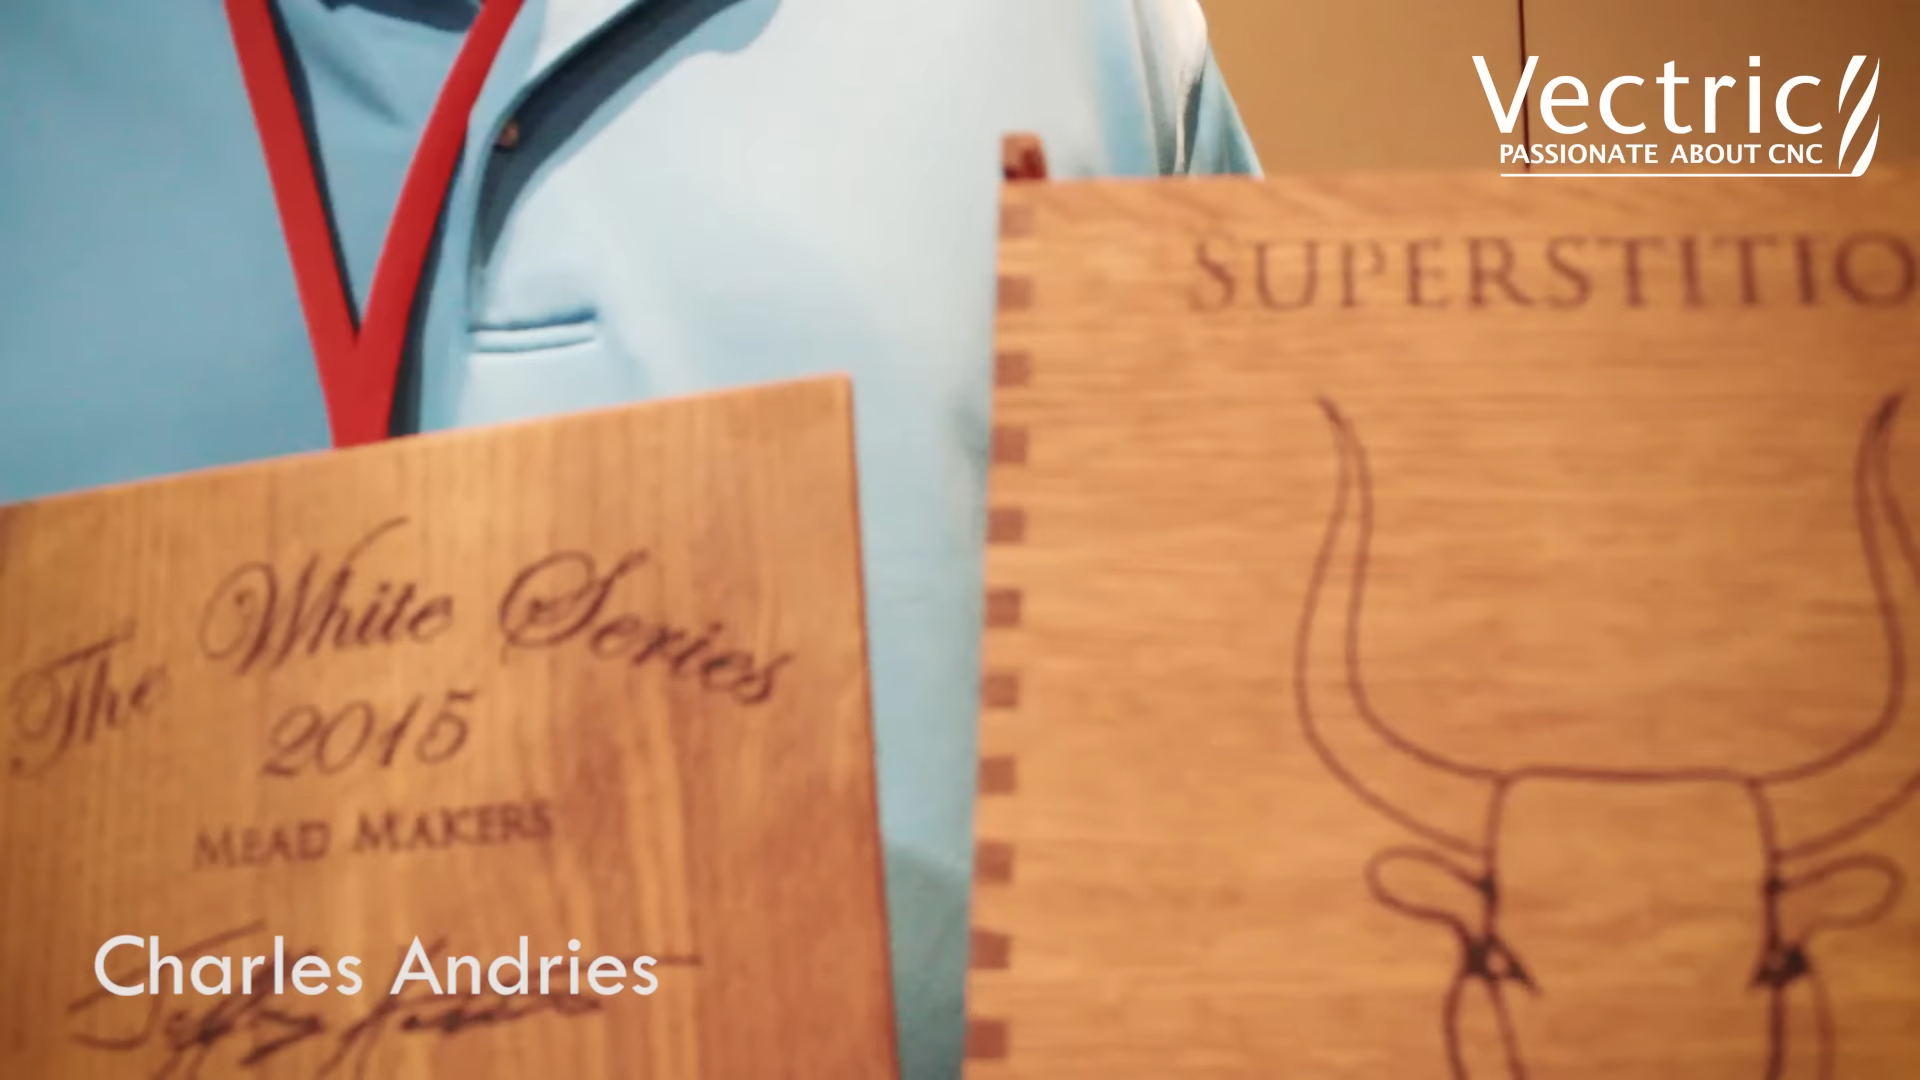 Vectric
PASSIONATE ABOUT CNC
SUPERSTITIO
The White Series
2015
MEAD MAKERS
Charles Andries